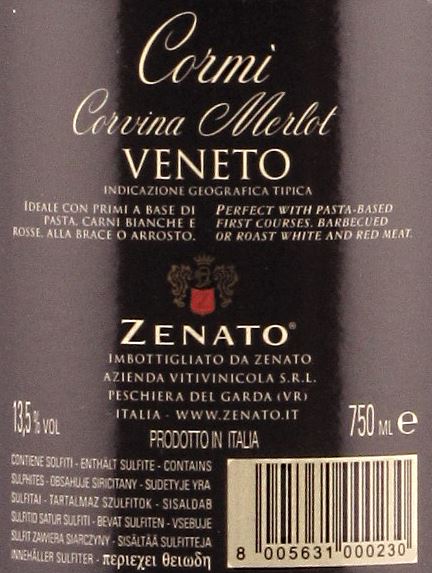 Cormì
Corvina Merlot
VENETO
INDICAZIONE GEOGRAFICA TIPICA
IDEALE CON PRIMI A BASE DI
PASTA, CARNI BIANCHE E
ROSSE, ALLA BRACE O ARROSTO.
PERFECT WITH PASTA-BASED
FIRST COURSES, BARBECUED
OR ROAST WHITE AND RED MEAT.
ZENATO®
IMBOTTIGLIATO DA ZENATO
AZIENDA VITIVINICOLA S.R.L.
PESCHIERA DEL GARDA (VR)
ITALIA - WWW.ZENATO.IT
13,5 % VOL
750 ML e
PRODOTTO IN ITALIA
CONTIENE SOLFITI - ENTHÄLT SULFITE - CONTAINS
SULPHITES - OBSAHUJE SIRICITANY - SUDETYJE YRA
SULFITAI - TARTALMAZ SZULFITOK - SISALDAB
SULFITID SATUR SULFITI - BEVAT SULFITEN - VSEBUJE
SULFIT ZAWIERA SIARCZYNY - SISÄLTÄÄ SULFITTEJA
INNEHÅLLER SULFITER - περιεχει θειωδη
8 005631 000230